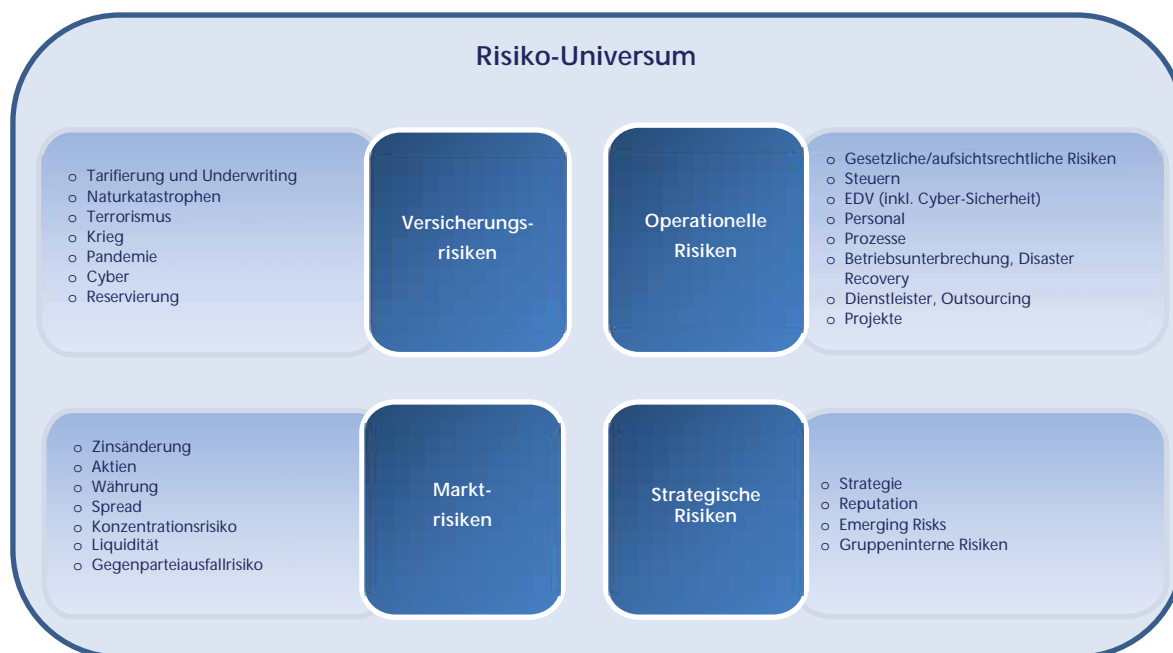 Risiko-Universum
o Tarifierung und Underwriting
o Naturkatastrophen
o Terrorismus
o Krieg
o Pandemie
o Cyber
o Reservierung
Versicherungs-
risiken
Operationelle
Risiken
o Gesetzliche/aufsichtsrechtliche Risiken
o Steuern
o EDV (inkl. Cyber-Sicherheit)
o Personal
o Prozesse
o Betriebsunterbrechung, Disaster
Recovery
o Dienstleister, Outsourcing
o Projekte
o Zinsänderung
o Aktien
o Währung
o Spread
o Konzentrationsrisiko
o Liquidität
o Gegenparteiausfallrisiko
Markt-
risiken
Strategische
Risiken
o Strategie
o Reputation
o Emerging Risks
o Gruppeninterne Risiken